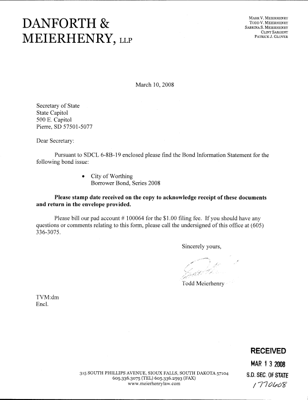 DANFORTH &
MEIERHENRY, LLP
MARK V. MEIERHENRY
TODD V. MEIERHENRY
SABRINA S. MEIERHENRY
CLINT SARGENT
PATRICK J. GLOVER
March 10, 2008
Secretary of State
State Capitol
500 E. Capitol
Pierre, SD 57501-5077
Dear Secretary:
Pursuant to SDCL 6-8B-19 enclosed please find the Bond Information Statement for the
following bond issue:
• City of Worthing
Borrower Bond, Series 2008
Please stamp date received on the copy to acknowledge receipt of these documents
and return in the envelope provided.
Please bill our pad account # 100064 for the $1.00 filing fee. If you should have any
questions or comments relating to this form, please call the undersigned of this office at (605)
336-3075.
Sincerely yours,
Todd Meierhenry
TVM:dm
Encl.
RECEIVED
MAR 13 2008
S.D. SEC. OF STATE
1770608
315 SOUTH PHILLIPS AVENUE, SIOUX FALLS, SOUTH DAKOTA 57104
605.336.3075 (TEL) 605.336.2593 (FAX)
www.meierhenrylaw.com